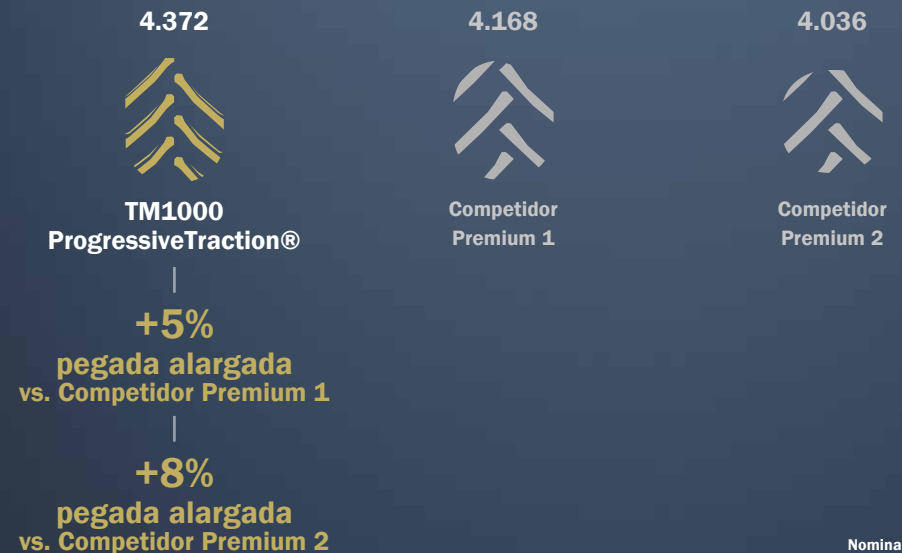 4.372
4.168
4.036
TM1000
ProgressiveTraction®
Competidor
Premium 1
Competidor
Premium 2
+5%
pegada alargada
vs. Competidor Premium 1
+8%
pegada alargada
vs. Competidor Premium 2
Nomina